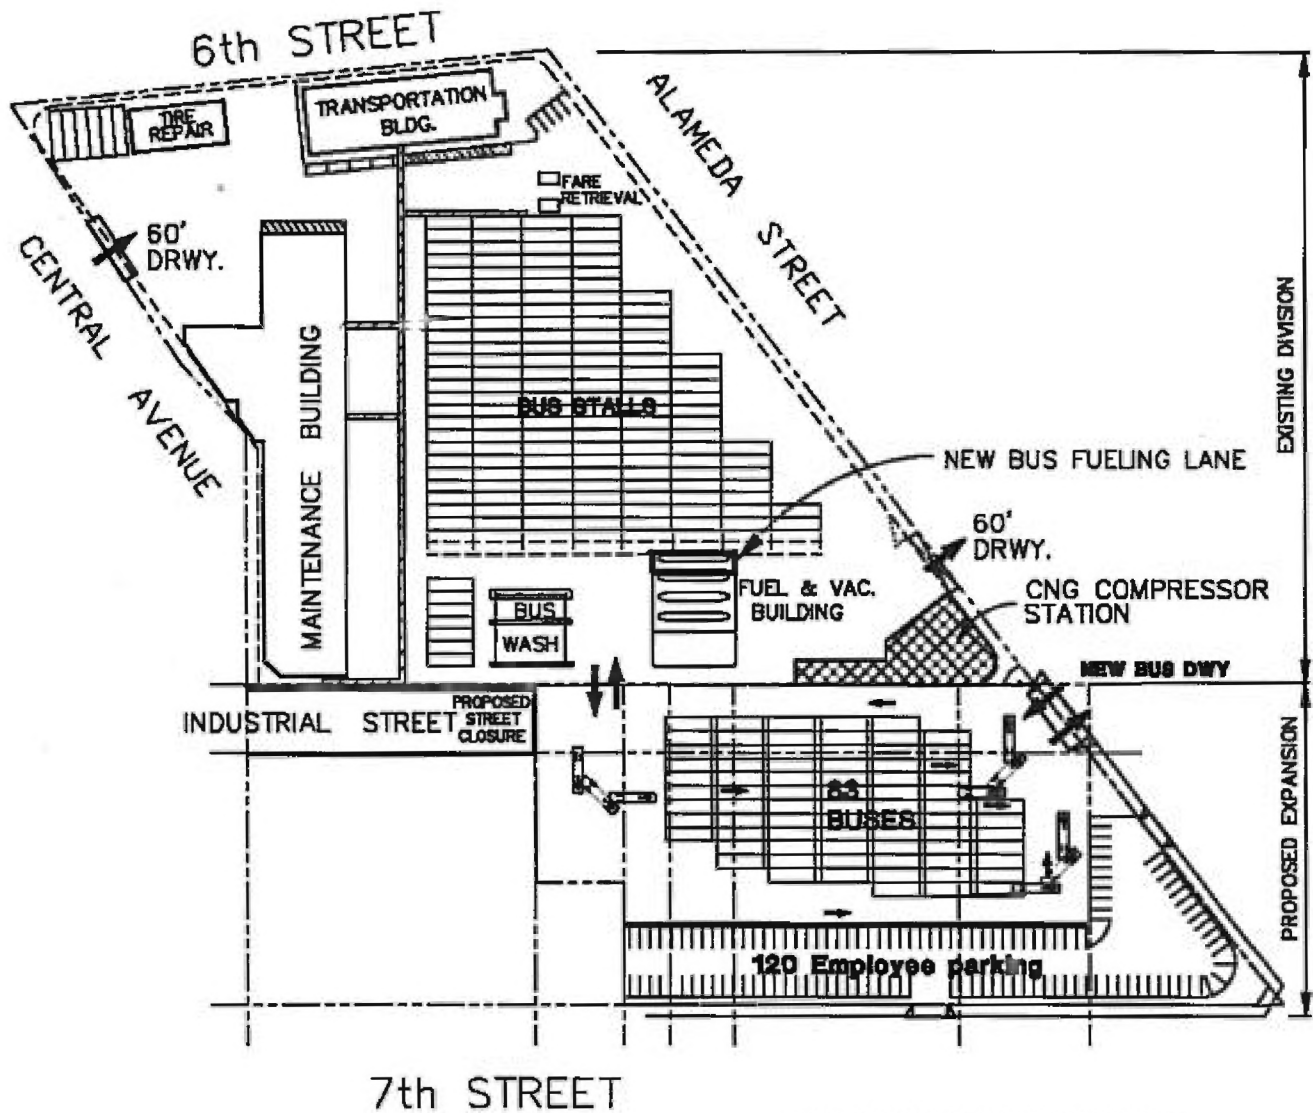 6th STREET
TIRE
REPAIR
TRANSPORTATION
BLDG.
ALAMEDA STREET
FARE
RETRIEVAL
60'
DRWY.
CENTRAL AVENUE
MAINTENANCE BUILDING
BUS STALLS
EXISTING DIVISION
NEW BUS FUELING LANE
60'
DRWY.
FUEL & VAC.
BUILDING
CNG COMPRESSOR
STATION
BUS
WASH
NEW BUS DWY
INDUSTRIAL STREET
PROPOSED
STREET
CLOSURE
83
BUSES
PROPOSED EXPANSION
120 Employee parking
7th STREET